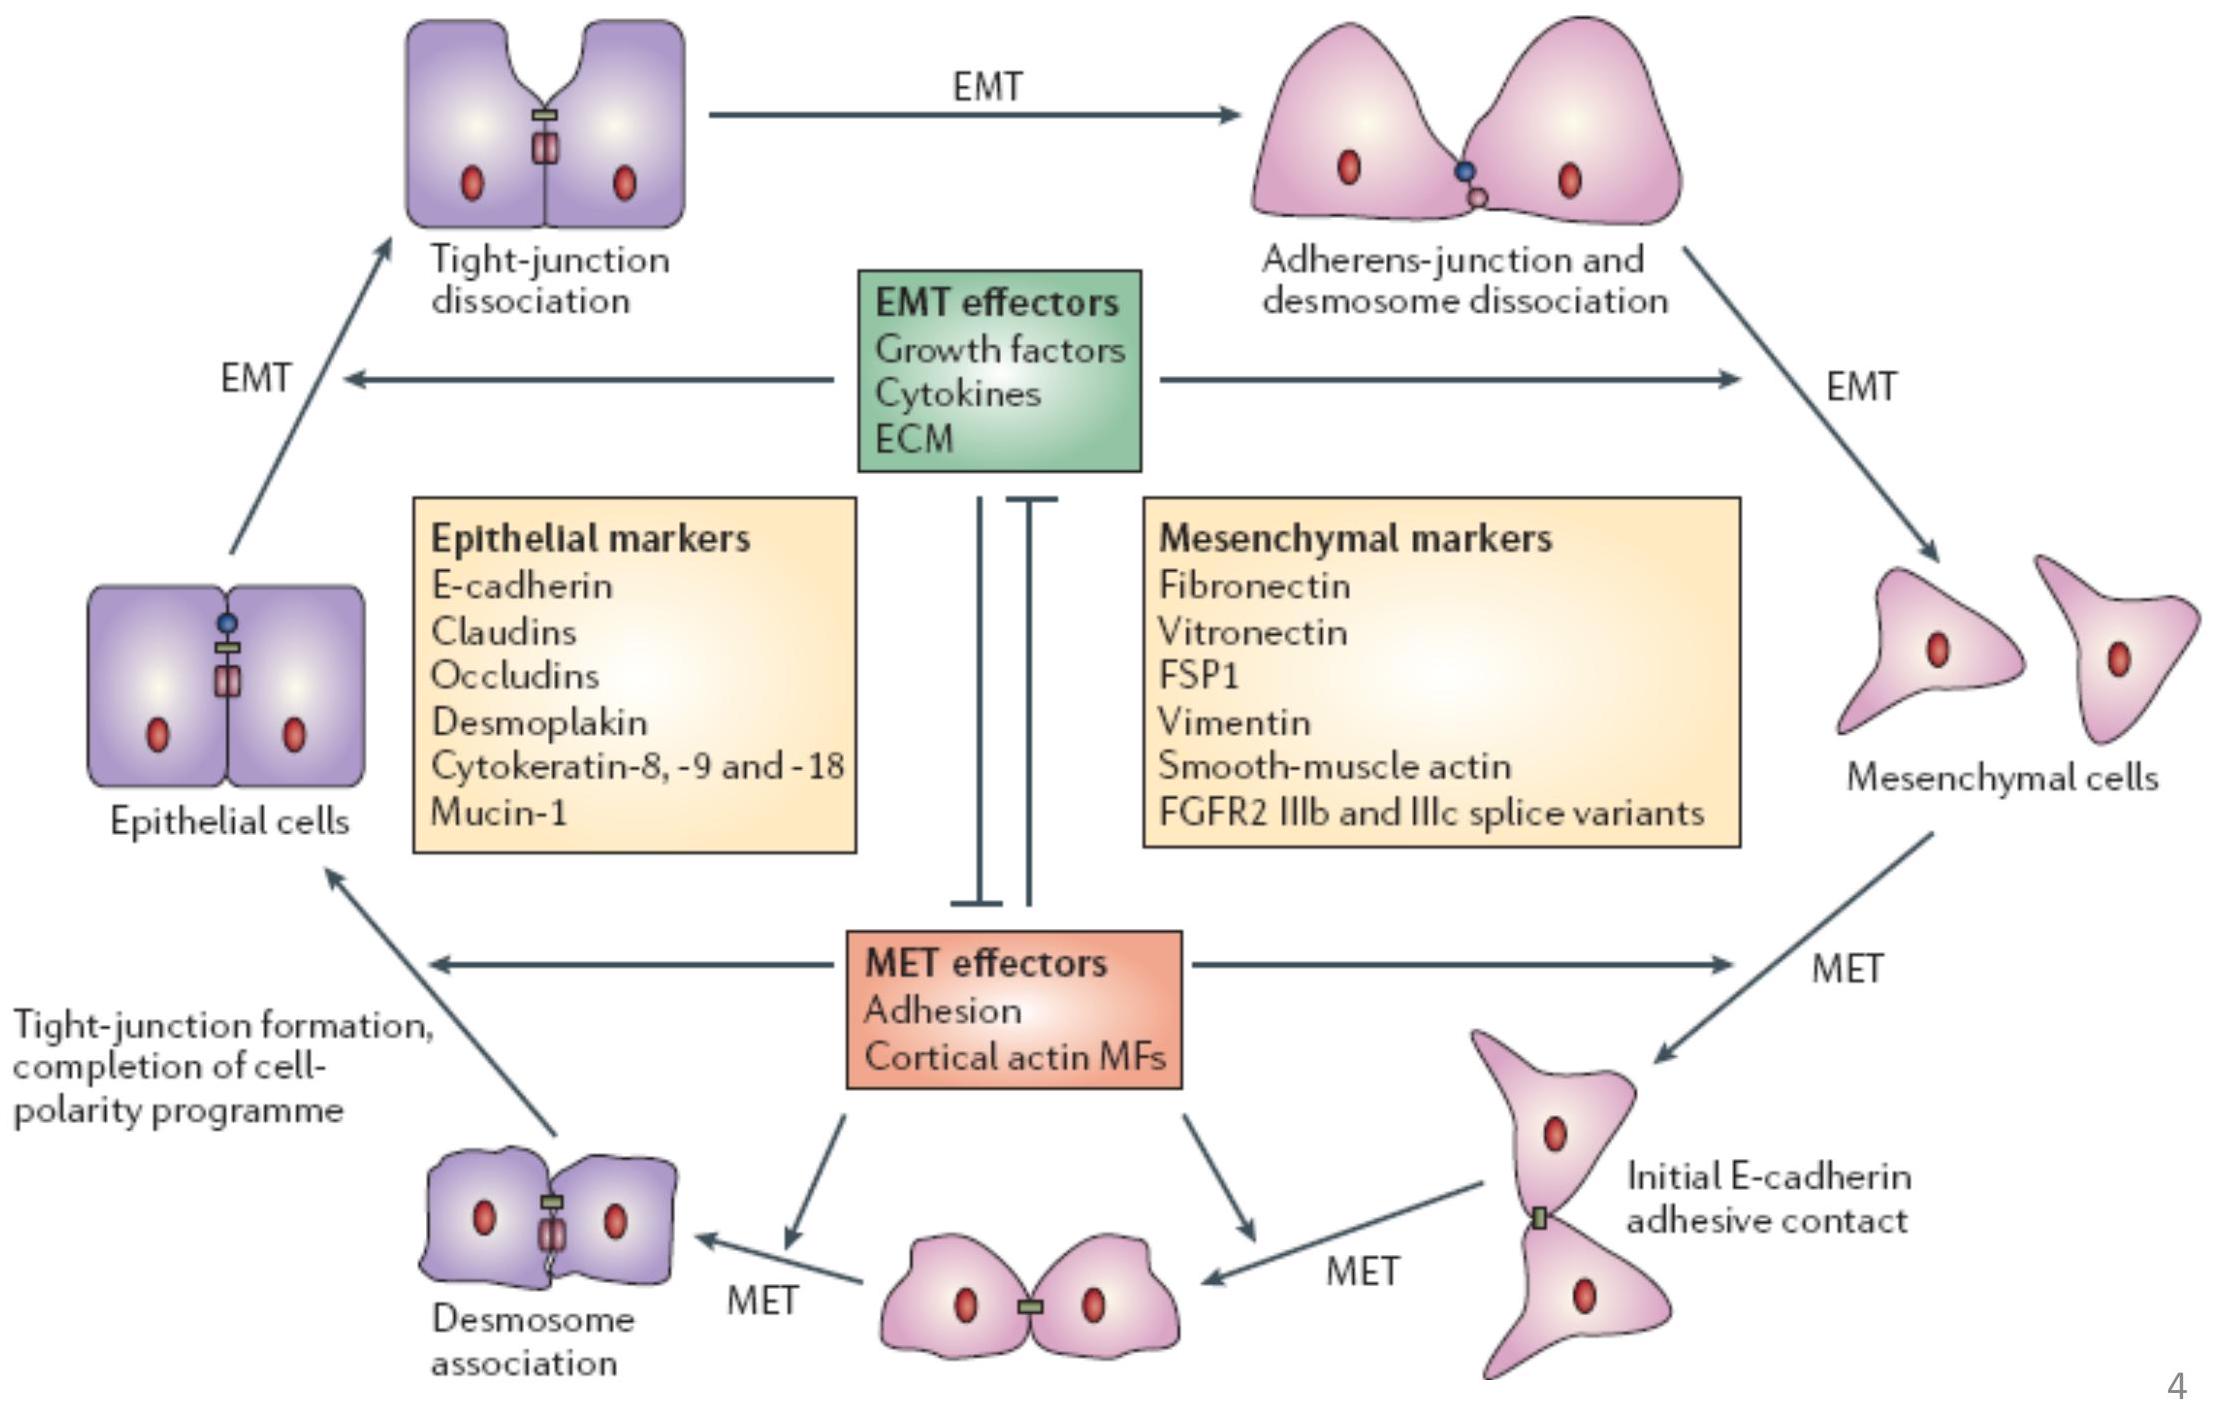 EMT
Tight-junction
dissociation
Adherens-junction and
desmosome dissociation
EMT effectors
Growth factors
Cytokines
ECM
EMT
EMT
Epithelial markers
E-cadherin
Claudins
Occludins
Desmoplakin
Cytokeratin-8, -9 and -18
Mucin-1
Mesenchymal markers
Fibronectin
Vitronectin
FSP1
Vimentin
Smooth-muscle actin
FGFR2 IIIb and IIIc splice variants
Epithelial cells
Mesenchymal cells
MET effectors
Adhesion
Cortical actin MFs
MET
Tight-junction formation,
completion of cell-
polarity programme
Initial E-cadherin
adhesive contact
MET
MET
Desmosome
association
4